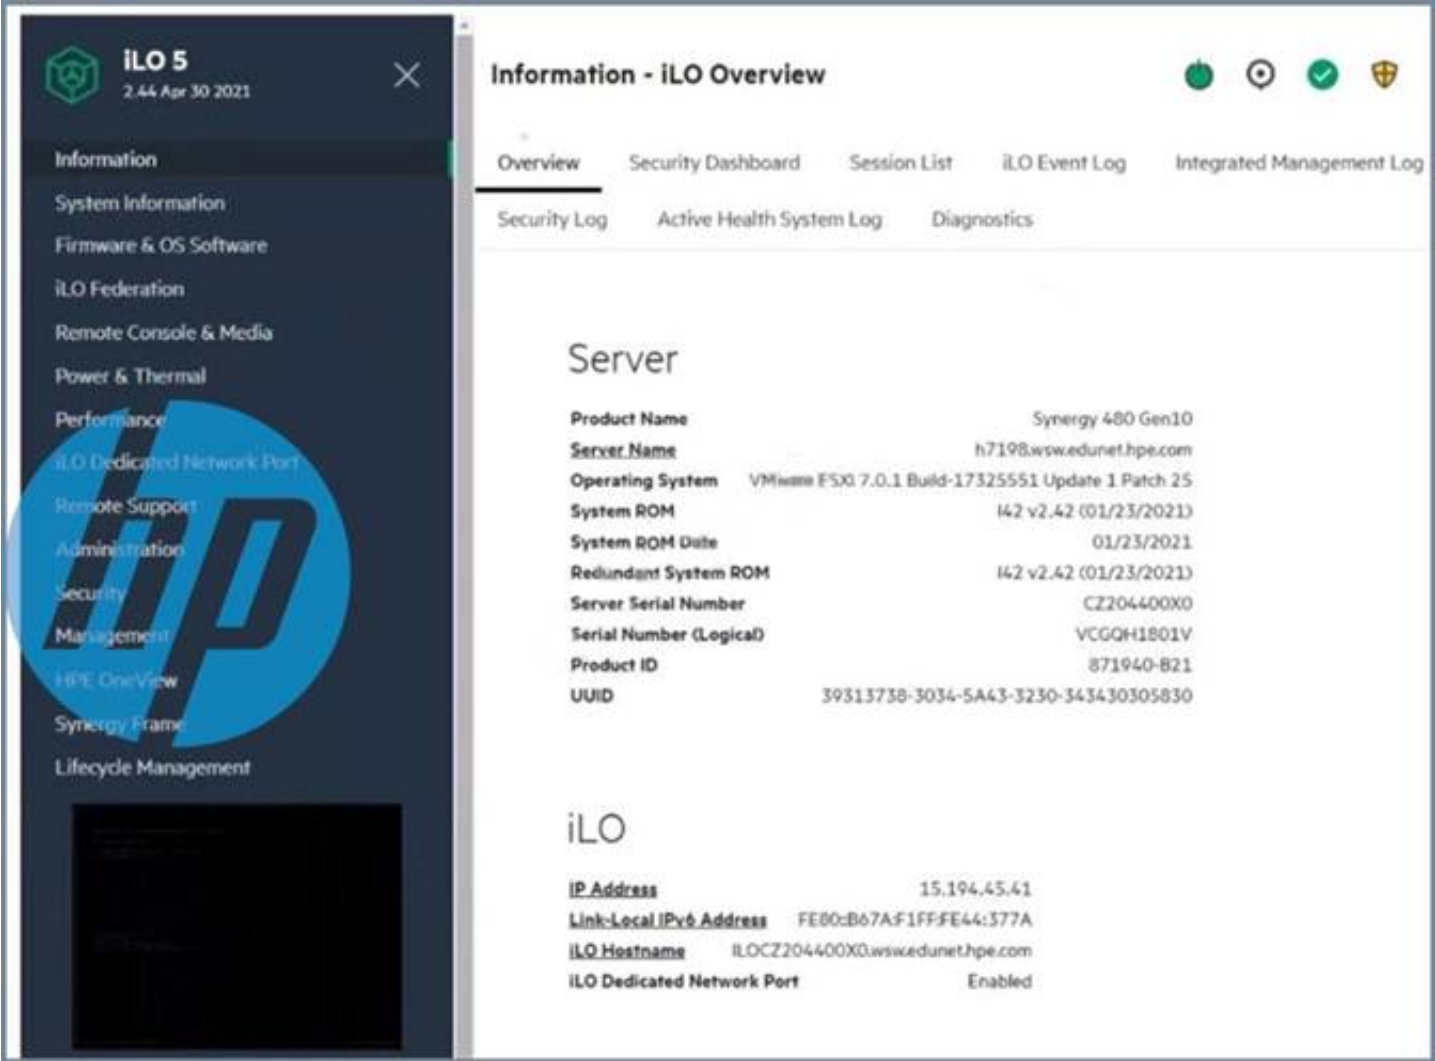 iLO 5
2.44 Apr 30 2021
Information
System Information
Firmware & OS Software
iLO Federation
Remote Console & Media
Power & Thermal
Performance
iLO Dedicated Network Port
Remote Support
Administration
Security
Management
HPE OneView
Synergy Frame
Lifecycle Management
hp
Information - iLO Overview
Overview Security Dashboard Session List iLO Event Log Integrated Management Log
Security Log Active Health System Log Diagnostics
Server
Product Name Synergy 480 Gen10
Server Name h7198.wsw.edunet.hpe.com
Operating System VMware ESXi 7.0.1 Build-17325551 Update 1 Patch 25
System ROM I42 v2.42 (01/23/2021)
System ROM Date 01/23/2021
Redundant System ROM I42 v2.42 (01/23/2021)
Server Serial Number CZ204400X0
Serial Number (Logical) VCGQH1801V
Product ID 871940-B21
UUID 39313738-3034-5A43-3230-343430305830
iLO
IP Address 15.194.45.41
Link-Local IPv6 Address FE80::B67A:F1FF:FE44:377A
iLO Hostname ILOCZ204400X0.wsw.edunet.hpe.com
iLO Dedicated Network Port Enabled